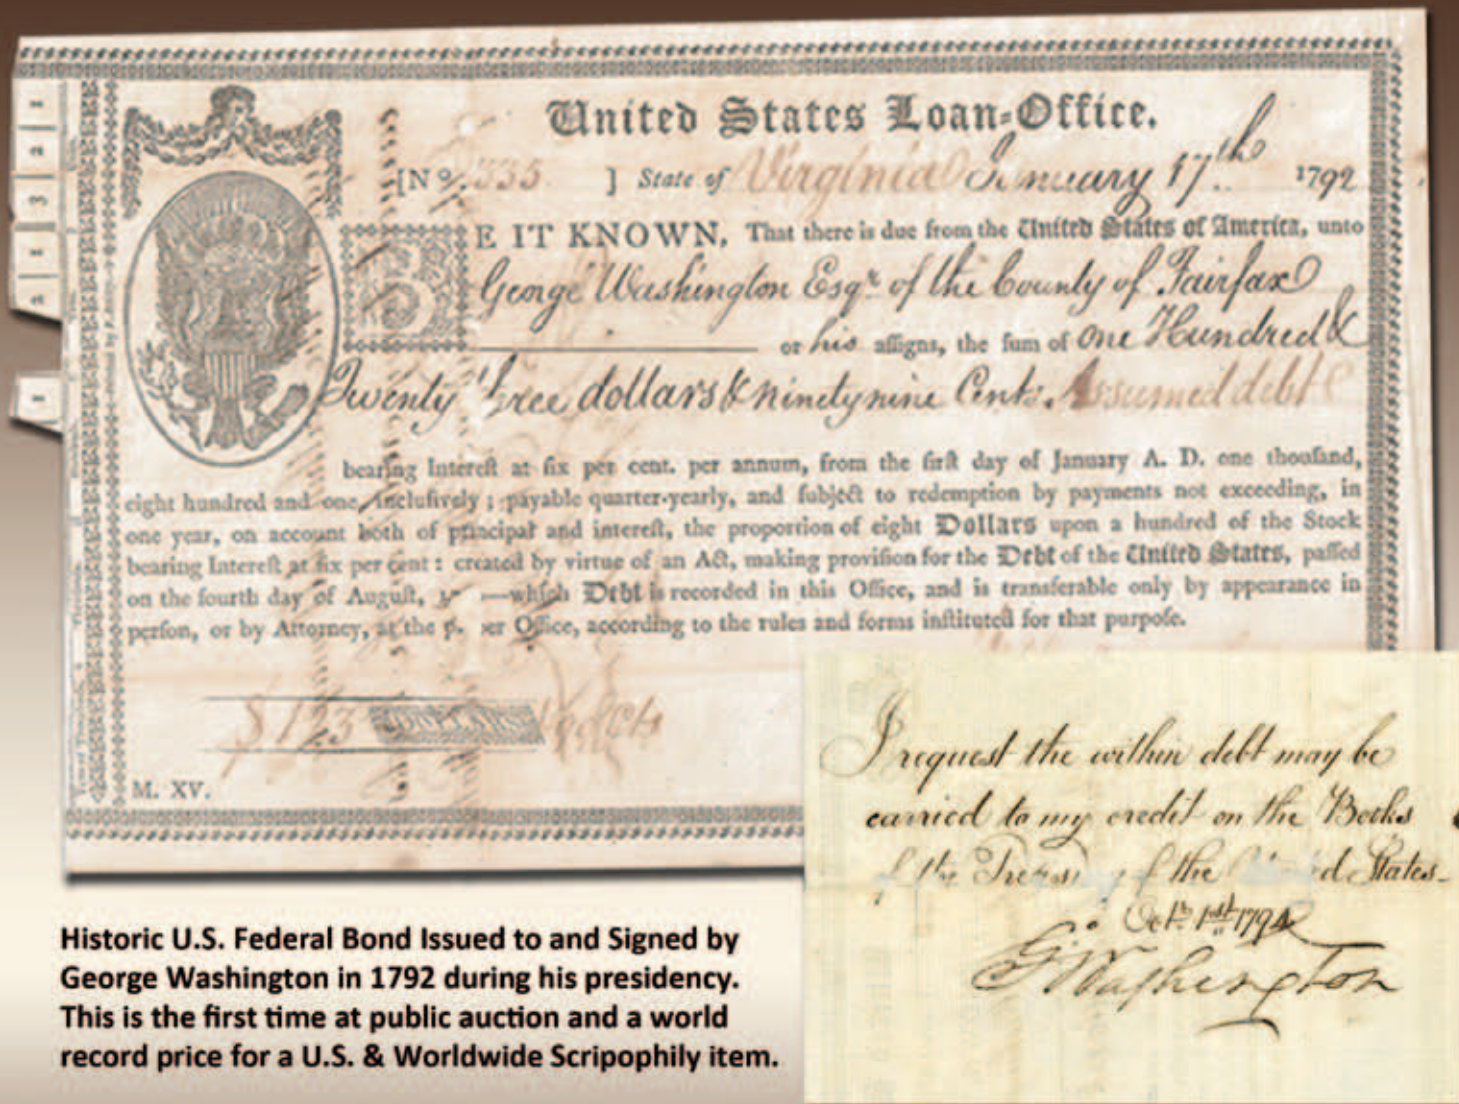 United States Loan-Office.
[No. 335 ] State of Virginia January 17th 1792
BE IT KNOWN, That there is due from the United States of America, unto
George Washington Esqr. of the County of Fairfax
or his assigns, the sum of One Hundred &
Twenty three dollars & ninety nine Cents. Assumed debt
bearing Interest at six per cent. per annum, from the first day of January A. D. one thousand,
eight hundred and one, inclusively; payable quarter-yearly, and subject to redemption by payments not exceeding, in
one year, on account both of principal and interest, the proportion of eight Dollars upon a hundred of the Stock
bearing Interest at six per cent: created by virtue of an Act, making provision for the Debt of the United States, passed
on the fourth day of August, —which Debt is recorded in this Office, and is transferable only by appearance in
person, or by Attorney, at the Office, according to the rules and forms instituted for that purpose.
$ 123 DOLLARS Cts
M. XV.
I request the within debt may be
carried to my credit on the Books
of the Treasury of the United States-
Octr. 1st 1794
G. Washington
Historic U.S. Federal Bond Issued to and Signed by
George Washington in 1792 during his presidency.
This is the first time at public auction and a world
record price for a U.S. & Worldwide Scripophily item.